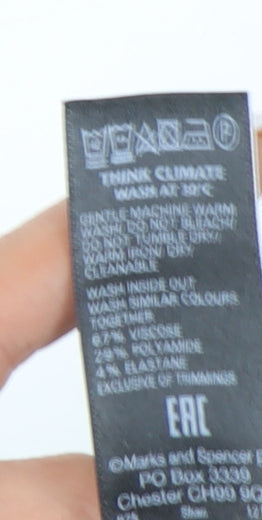 THINK CLIMATE
WASH AT 30°C
GENTLE MACHINE WARM
WASH/ DO NOT BLEACH/
DO NOT TUMBLE DRY/
WARM IRON/ DRY
CLEANABLE
WASH INSIDE OUT
WASH SIMILAR COLOURS
TOGETHER
67% VISCOSE
29% POLYAMIDE
4% ELASTANE
EXCLUSIVE OF TRIMMINGS
EAC
©Marks and Spencer
PO Box 3339
Chester CH99